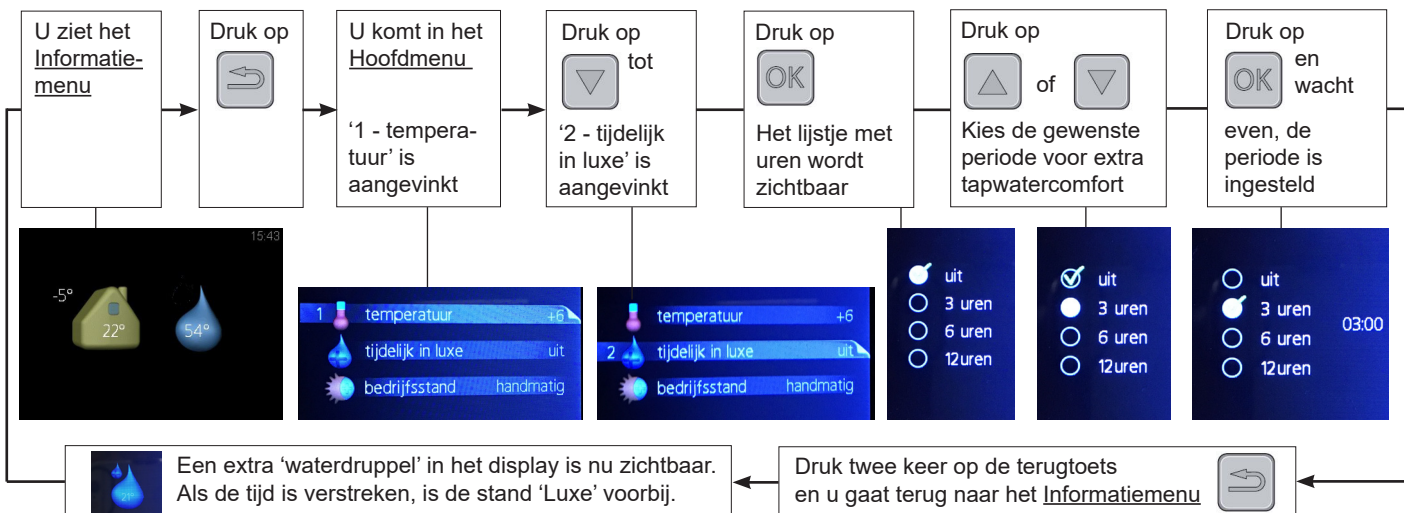 U ziet het
Informatie-
menu
Druk op
U komt in het
Hoofdmenu
‘1 - tempera-
tuur’ is
aangevinkt
Druk op
tot
‘2 - tijdelijk
in luxe’ is
aangevinkt
Druk op
OK
Het lijstje met
uren wordt
zichtbaar
Druk op
of
Kies de gewenste
periode voor extra
tapwatercomfort
Druk op
OK en
wacht
even, de
periode is
ingesteld
15:43
-5°
22°
54°
1 temperatuur +6
tijdelijk in luxe uit
bedrijfsstand handmatig
temperatuur +6
2 tijdelijk in luxe uit
bedrijfsstand handmatig
uit
3 uren
6 uren
12uren
uit
3 uren
6 uren
12uren
uit
3 uren
03:00
6 uren
12uren
Een extra ‘waterdruppel’ in het display is nu zichtbaar.
Als de tijd is verstreken, is de stand ‘Luxe’ voorbij.
Druk twee keer op de terugtoets
en u gaat terug naar het Informatiemenu